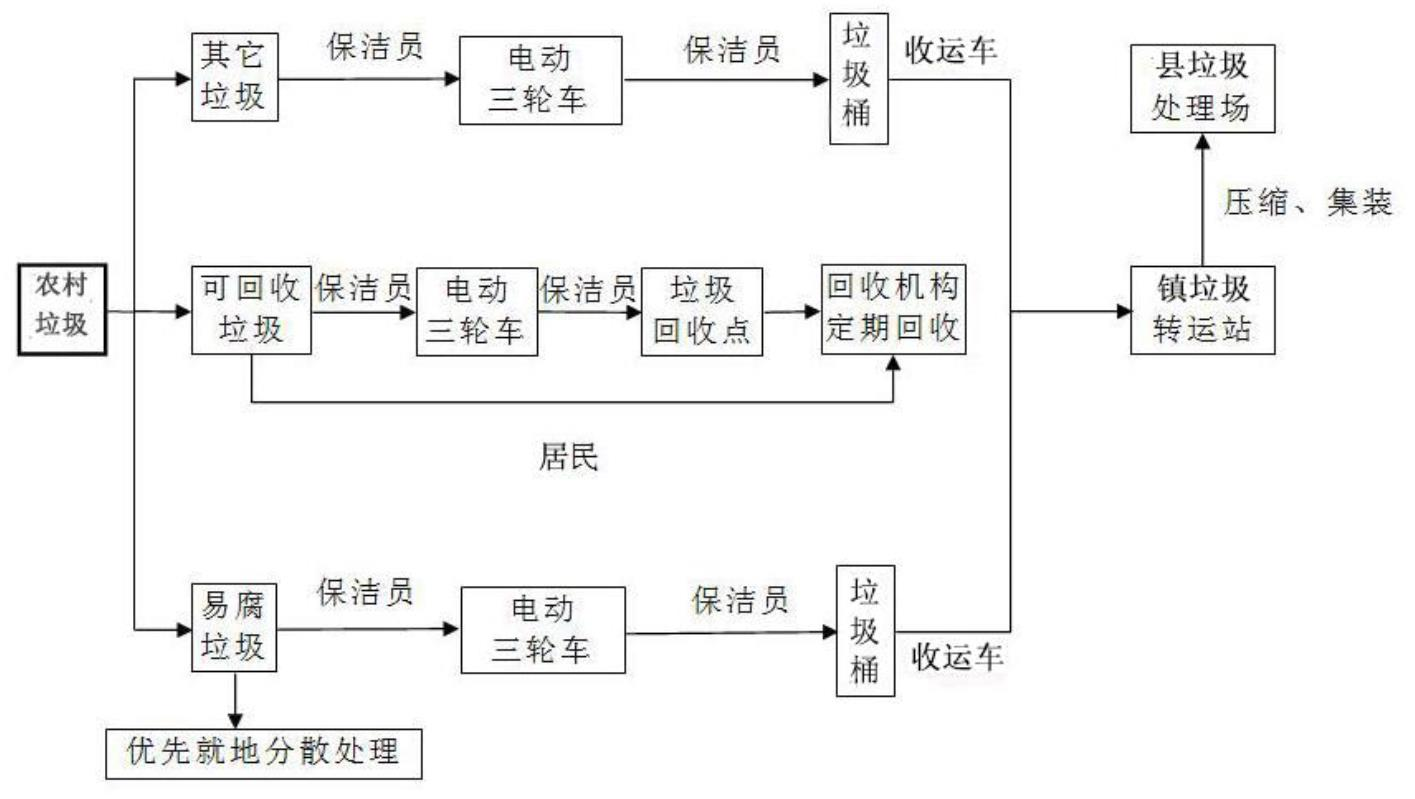 其它
垃圾
保洁员
电动
三轮车
保洁员
垃
圾
桶
收运车
县垃圾
处理场
压缩、集装
农村
垃圾
可回收
垃圾
保洁员
电动
三轮车
保洁员
垃圾
回收点
回收机构
定期回收
镇垃圾
转运站
居民
易腐
垃圾
保洁员
电动
三轮车
保洁员
垃
圾
桶
收运车
优先就地分散处理